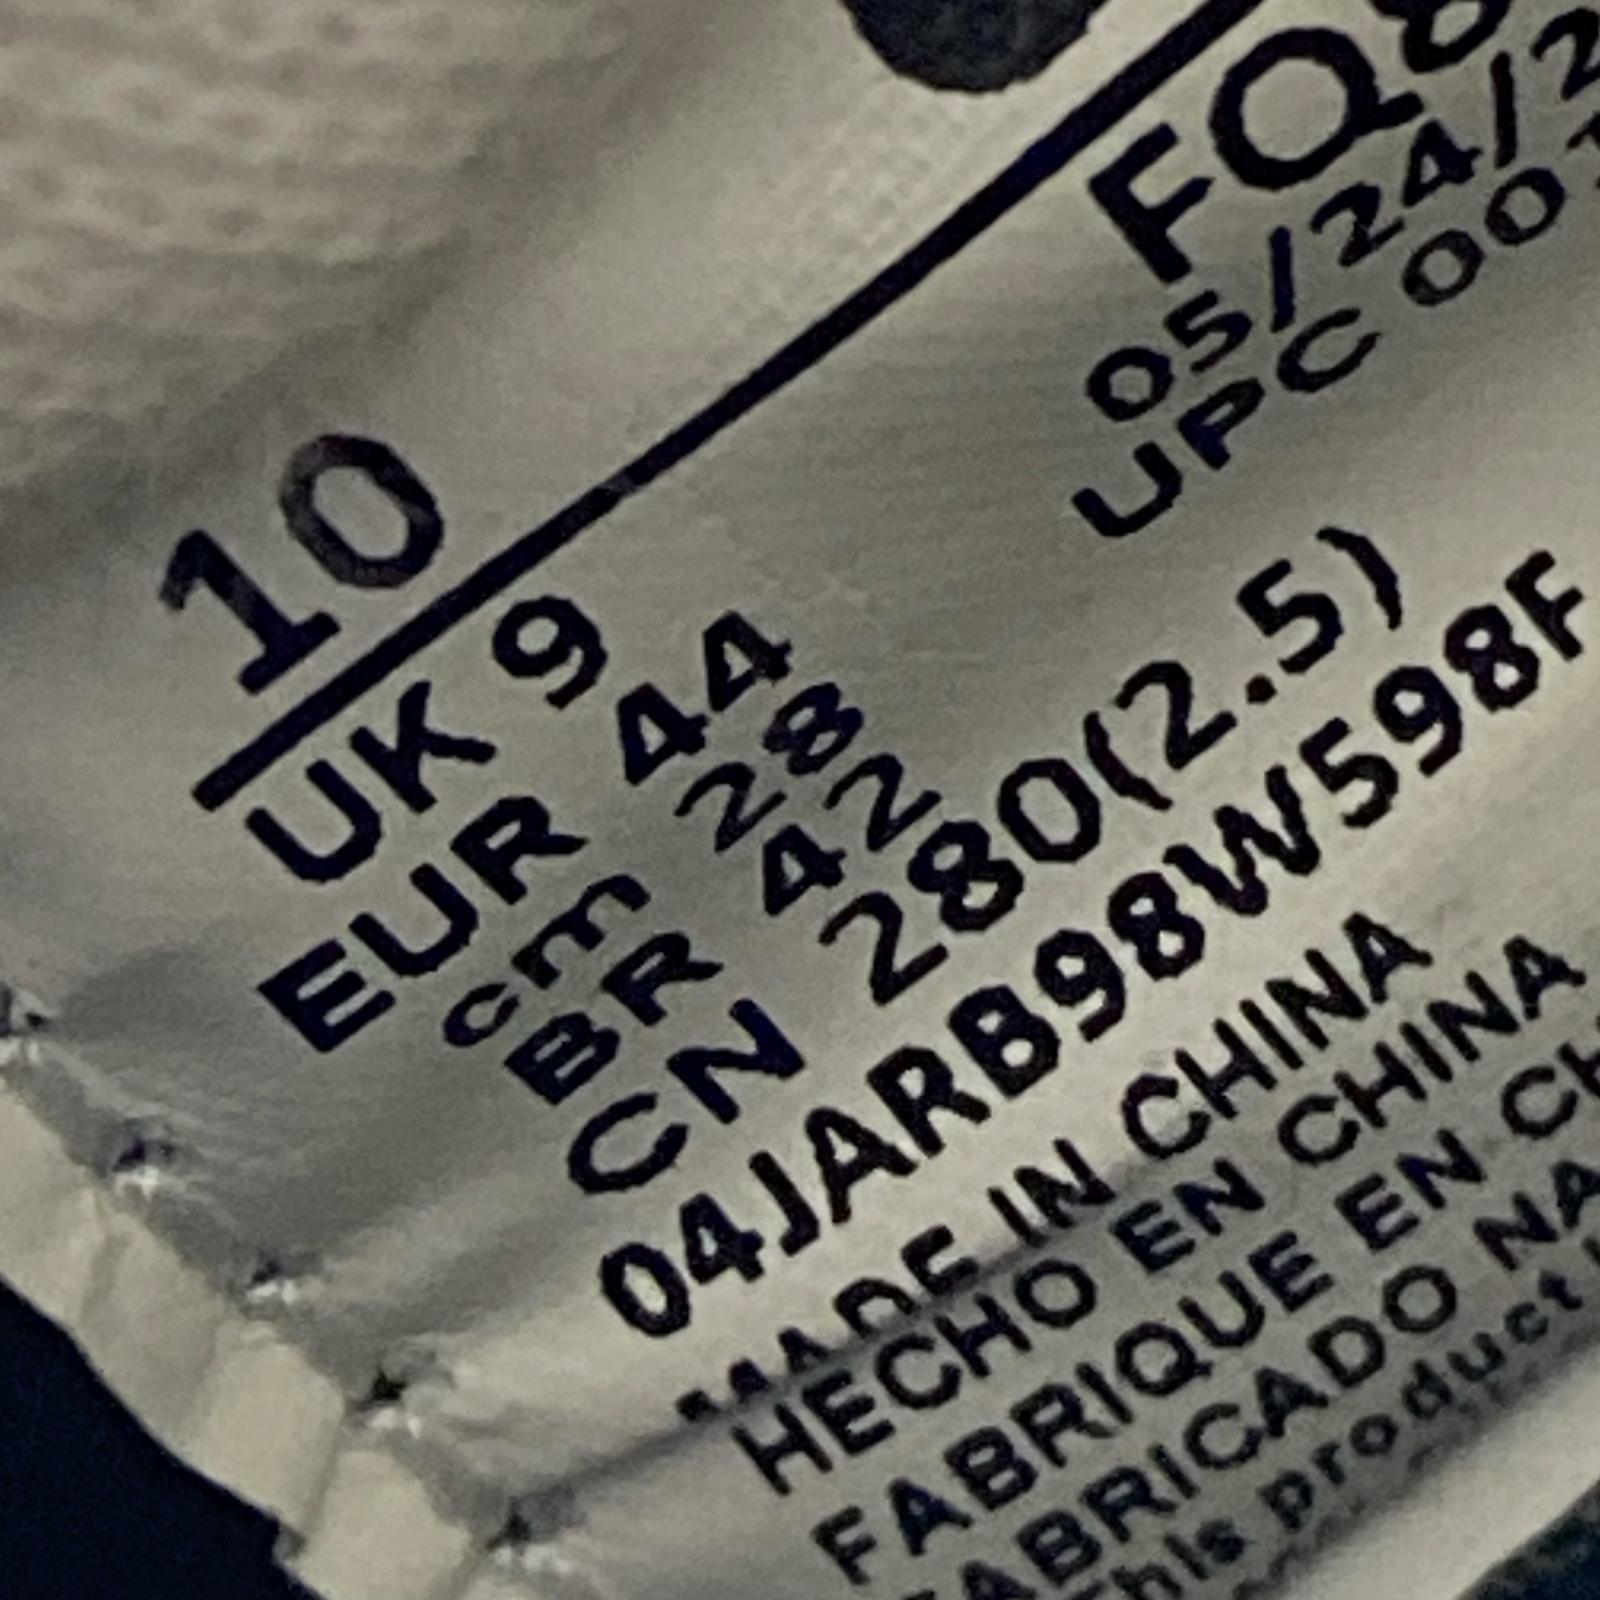 10
FQ8
05/24/2
UPC 00
UK 9
EUR 44
cm 28
BR 42
CN 280(2.5)
04JARB98W598F
MADE IN CHINA
HECHO EN CHINA
FABRIQUE EN CH
FABRICADO NA
This product